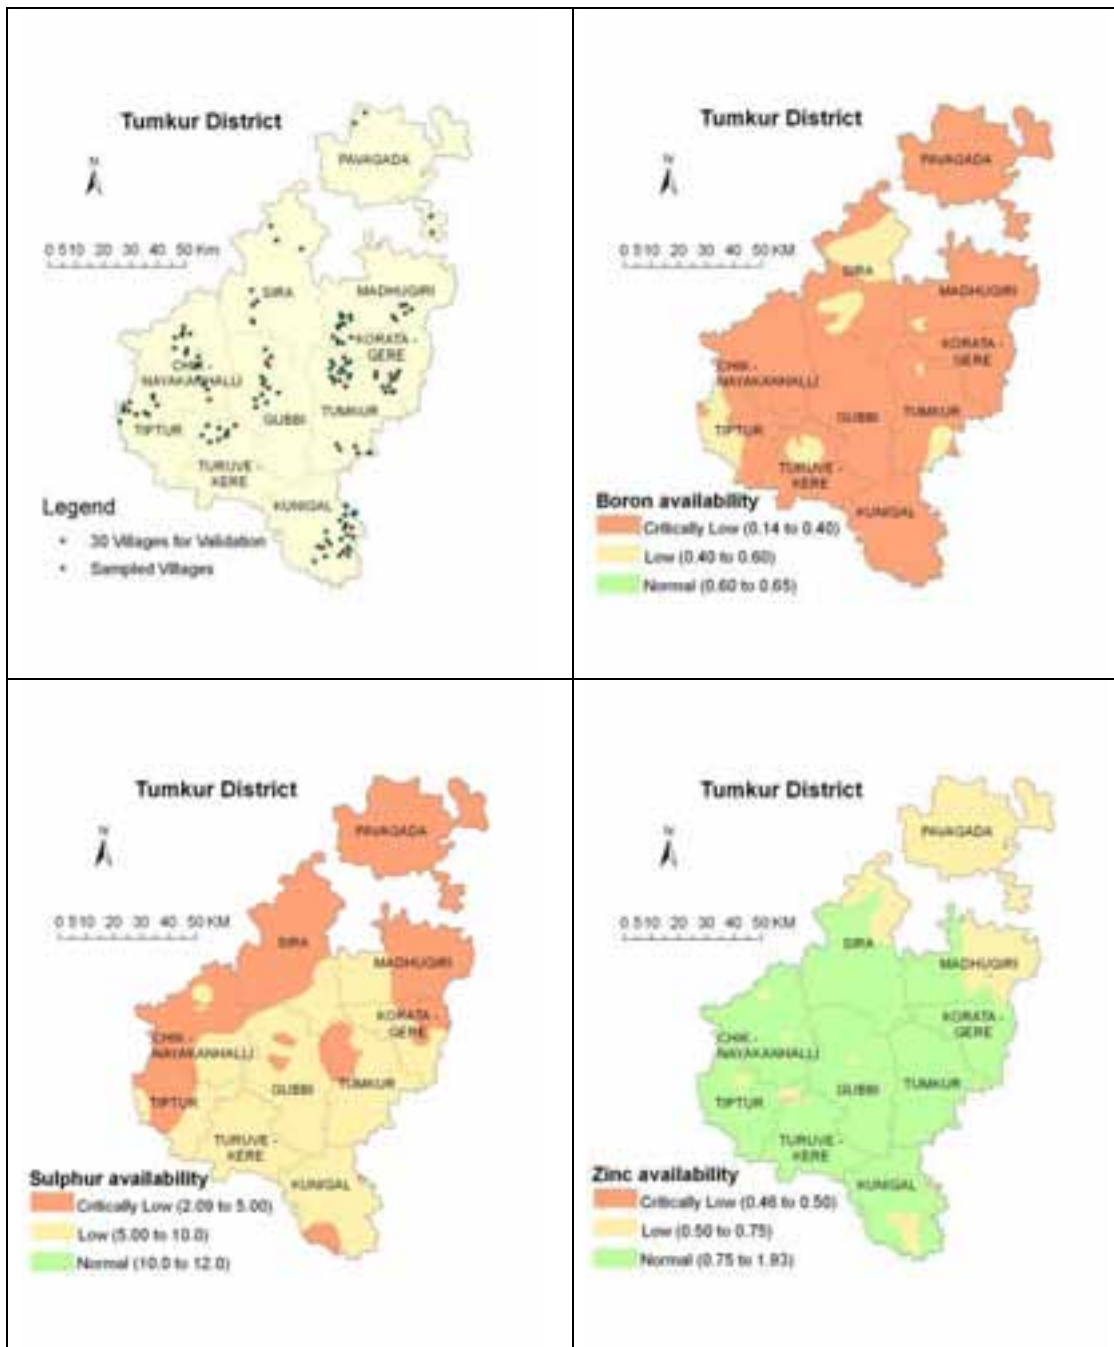 Tumkur District
N
0 5 10 20 30 40 50 Km
PAVAGADA
SIRA
MADHUGIRI
KORATA -
GERE
CHIK -
NAYAKANHALLI
TIPTUR
GUBBI
TUMKUR
TURUVE -
KERE
KUNIGAL
Legend
30 Villages for Validation
Sampled Villages
Tumkur District
N
0 5 10 20 30 40 50 KM
PAVAGADA
SIRA
MADHUGIRI
KORATA -
GERE
CHIK -
NAYAKANHALLI
TIPTUR
GUBBI
TUMKUR
TURUVE -
KERE
KUNIGAL
Boron availability
Critically Low (0.14 to 0.40)
Low (0.40 to 0.60)
Normal (0.60 to 0.65)
Tumkur District
N
0 5 10 20 30 40 50 KM
PAVAGADA
SIRA
MADHUGIRI
KORATA -
GERE
CHIK -
NAYAKANHALLI
TIPTUR
GUBBI
TUMKUR
TURUVE -
KERE
KUNIGAL
Sulphur availability
Critically Low (2.09 to 5.00)
Low (5.00 to 10.0)
Normal (10.0 to 12.0)
Tumkur District
N
0 5 10 20 30 40 50 KM
PAVAGADA
SIRA
MADHUGIRI
KORATA -
GERE
CHIK -
NAYAKANHALLI
TIPTUR
GUBBI
TUMKUR
TURUVE -
KERE
KUNIGAL
Zinc availability
Critically Low (0.46 to 0.50)
Low (0.50 to 0.75)
Normal (0.75 to 1.93)